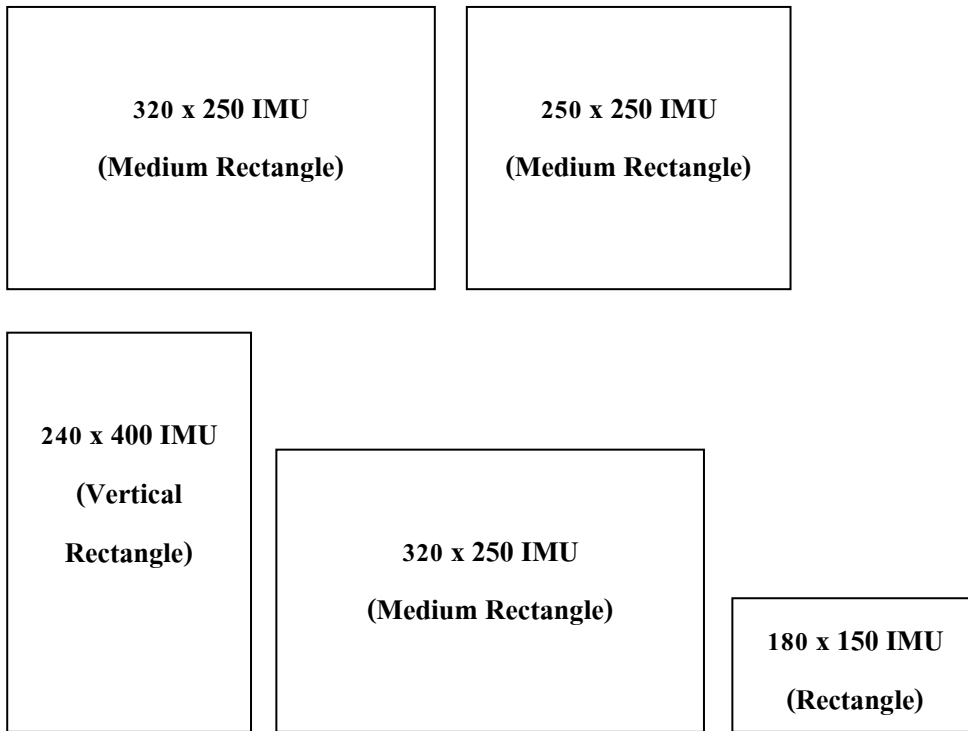 320 x 250 IMU
(Medium Rectangle)
250 x 250 IMU
(Medium Rectangle)
240 x 400 IMU
(Vertical
Rectangle)
320 x 250 IMU
(Medium Rectangle)
180 x 150 IMU
(Rectangle)